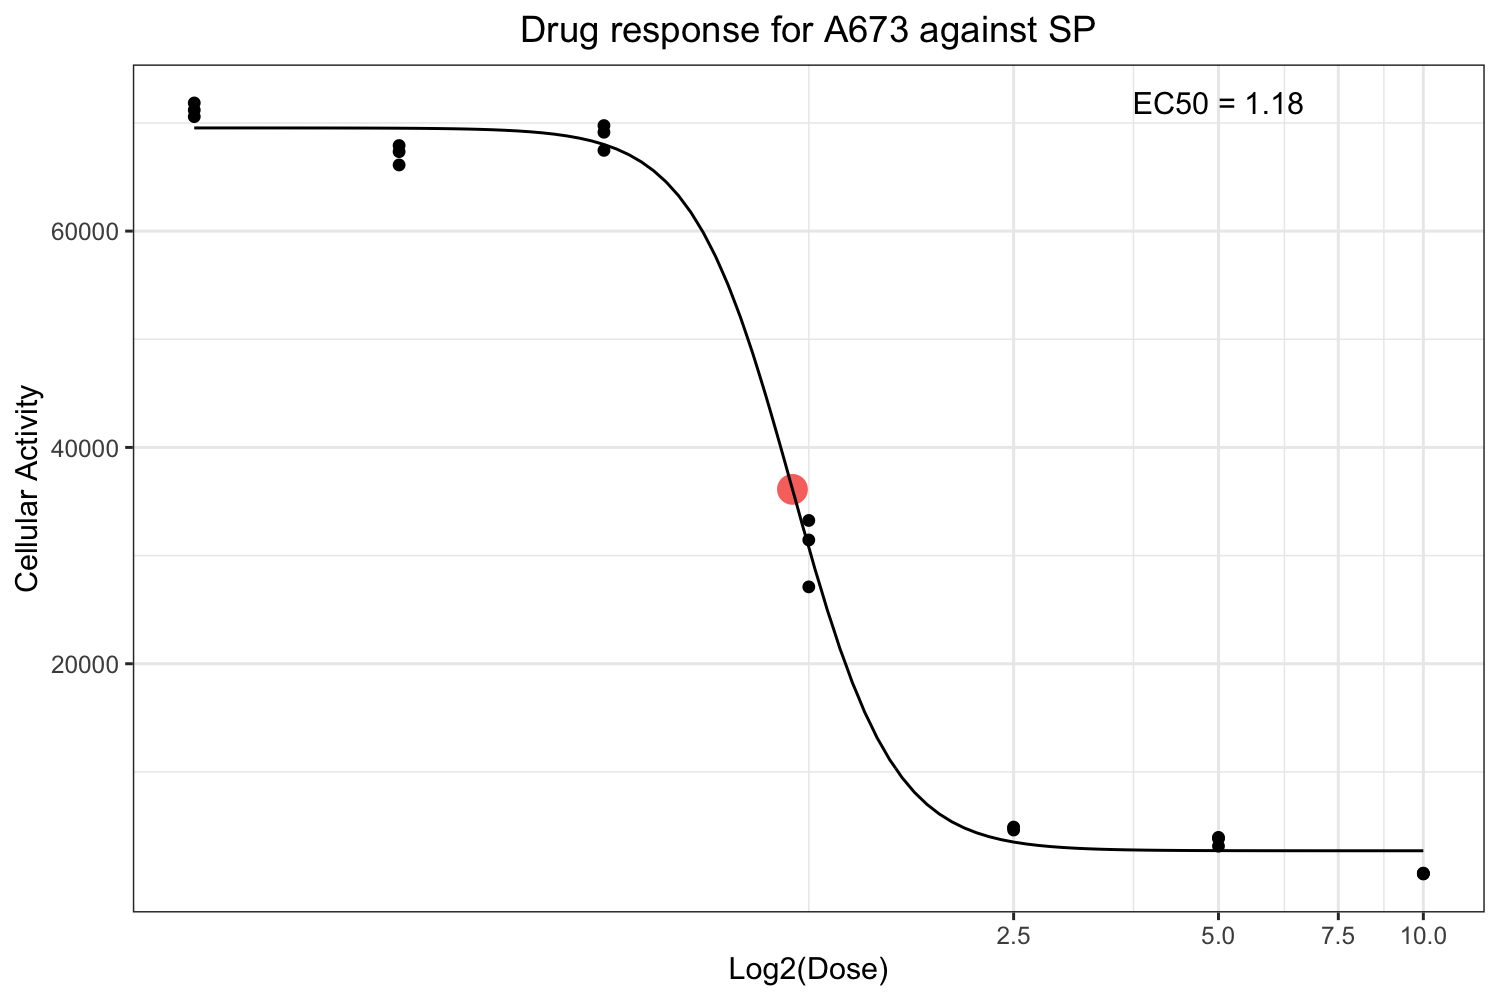 Drug response for A673 against SP
EC50 = 1.18
Cellular Activity
60000
40000
20000
2.5 5.0 7.5 10.0
Log2(Dose)